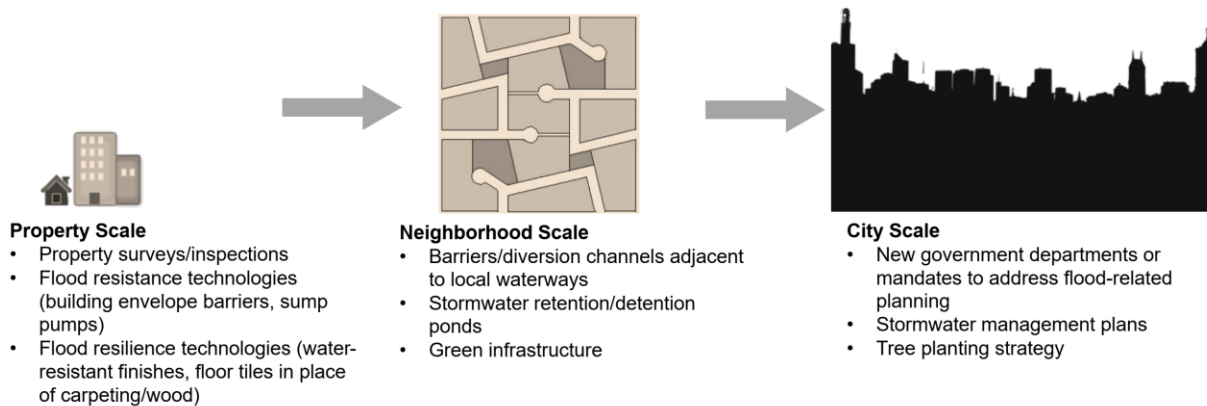 Property Scale
• Property surveys/inspections
• Flood resistance technologies
(building envelope barriers, sump
pumps)
• Flood resilience technologies (water-
resistant finishes, floor tiles in place
of carpeting/wood)
Neighborhood Scale
• Barriers/diversion channels adjacent
to local waterways
• Stormwater retention/detention
ponds
• Green infrastructure
City Scale
• New government departments or
mandates to address flood-related
planning
• Stormwater management plans
• Tree planting strategy